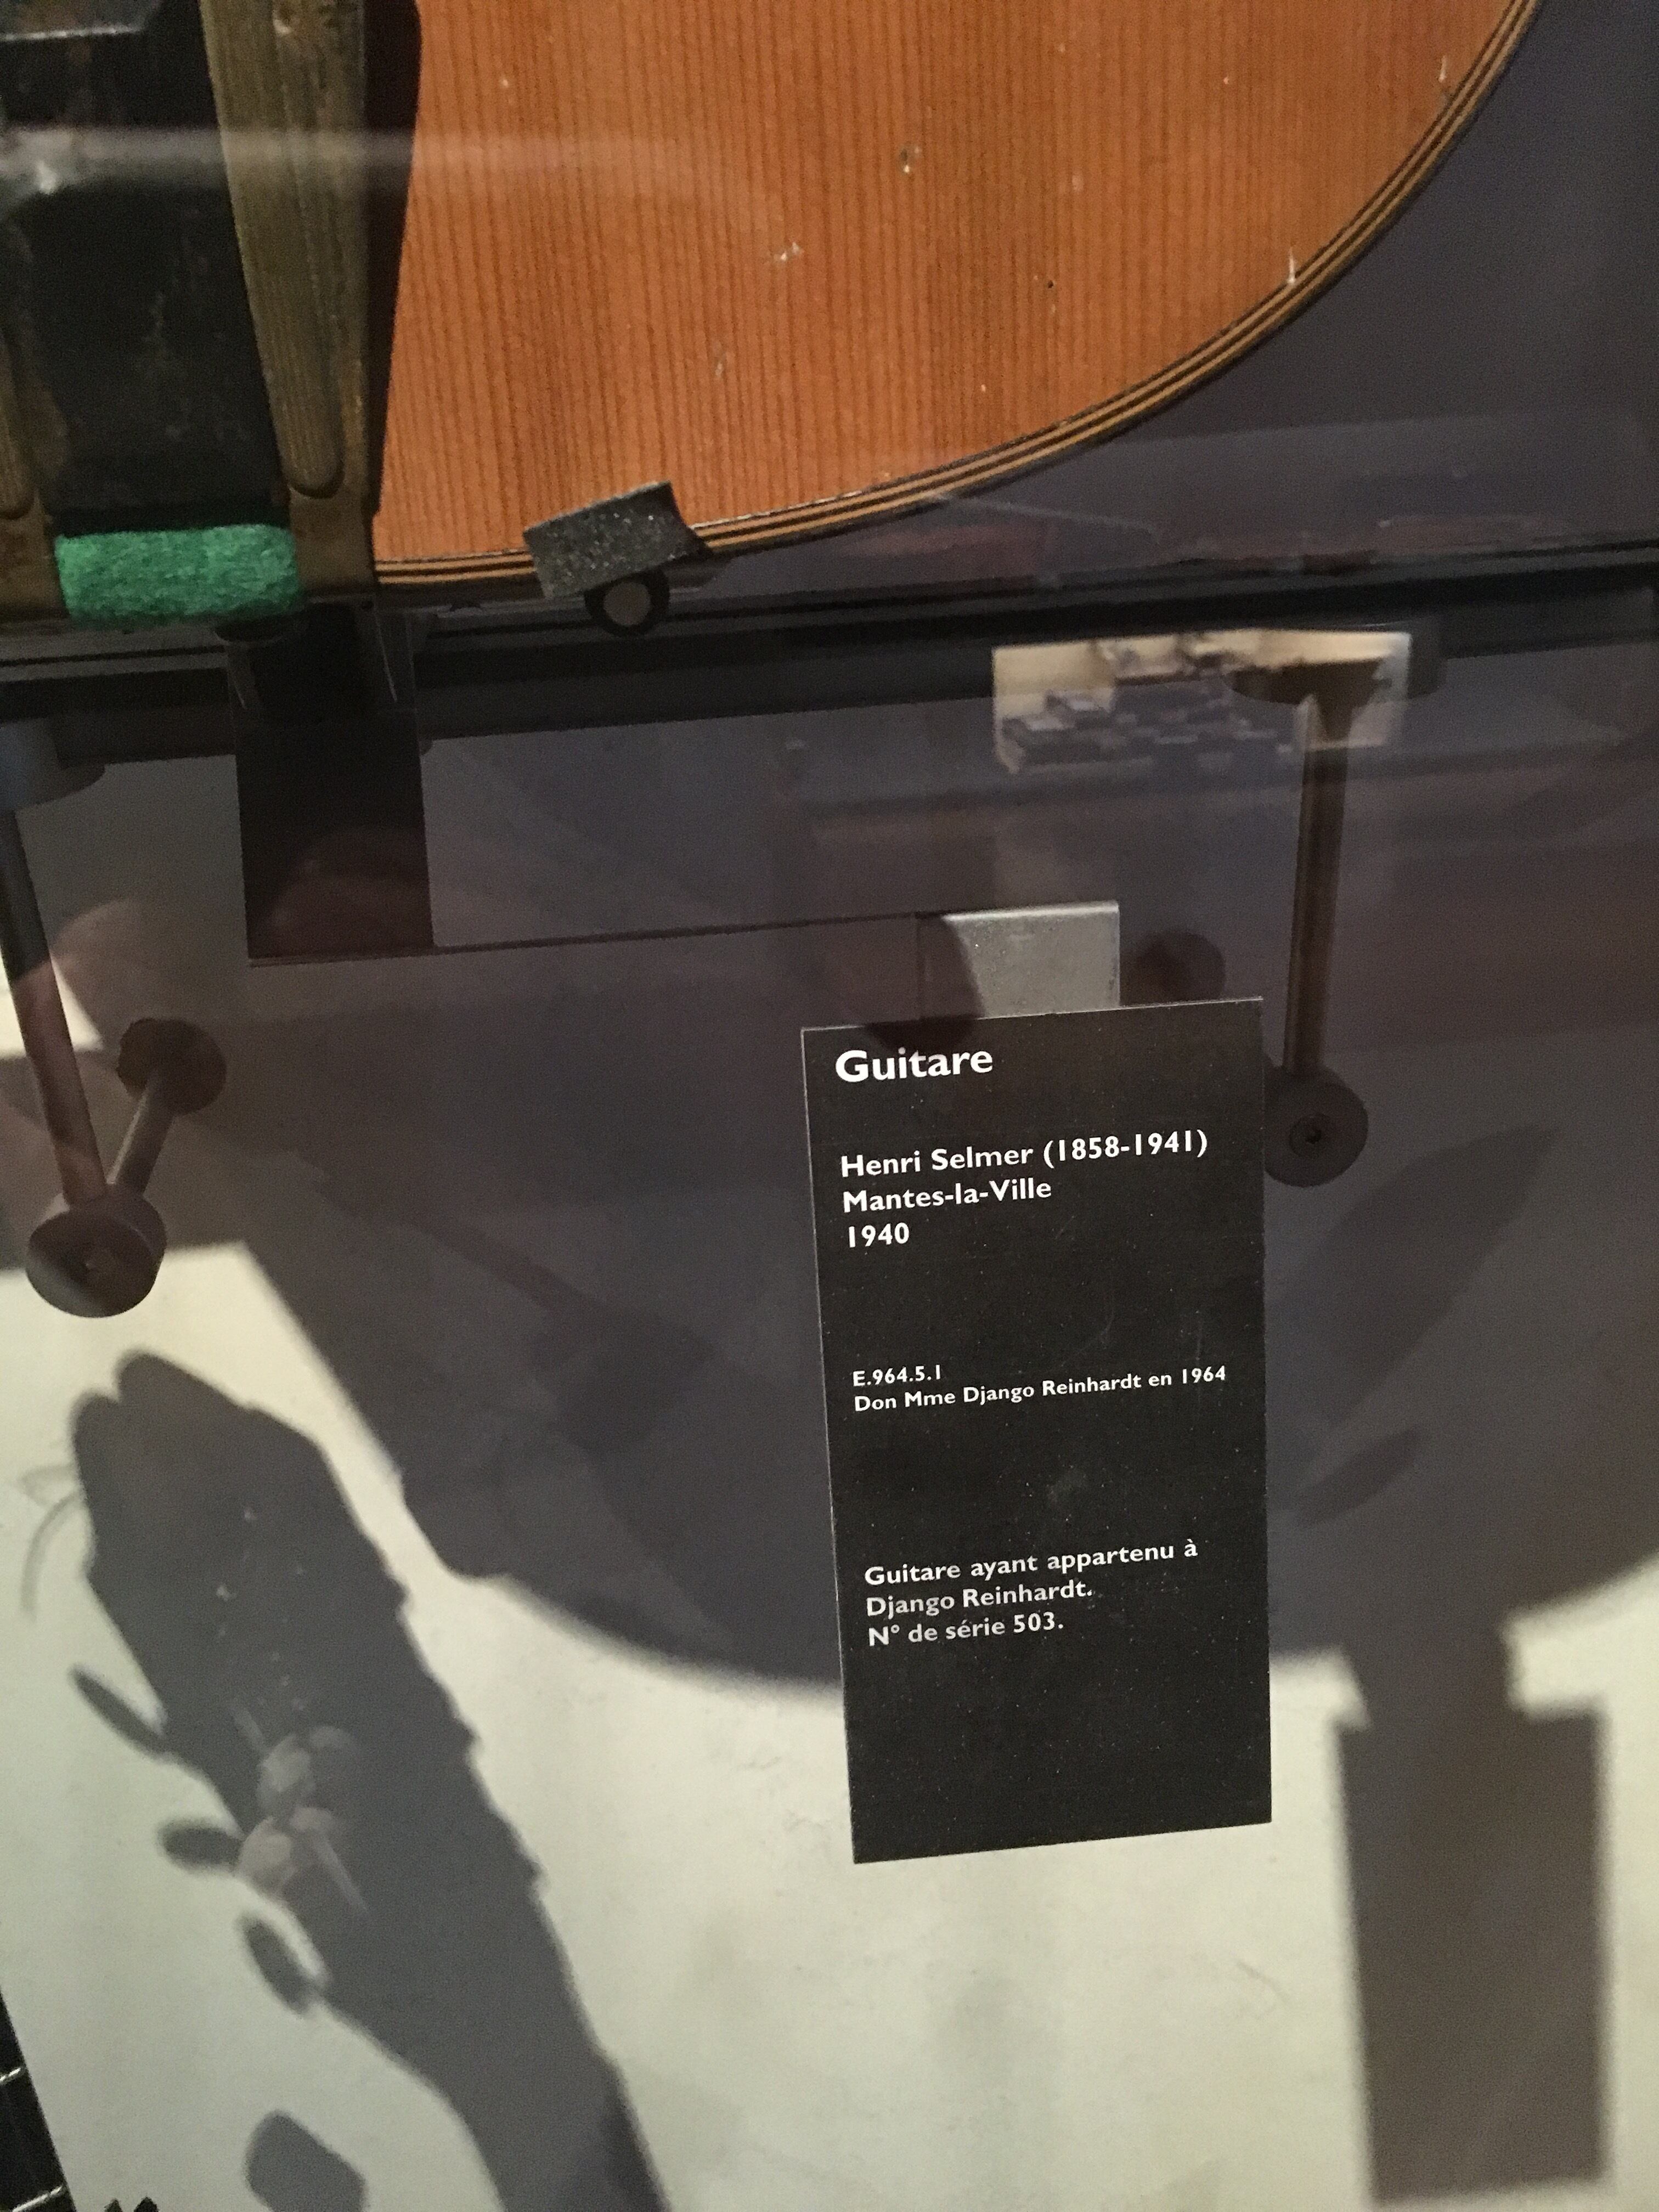 Guitare
Henri Selmer (1858-1941)
Mantes-la-Ville
1940
E.964.5.1
Don Mme Django Reinhardt en 1964
Guitare ayant appartenu à
Django Reinhardt.
N° de série 503.